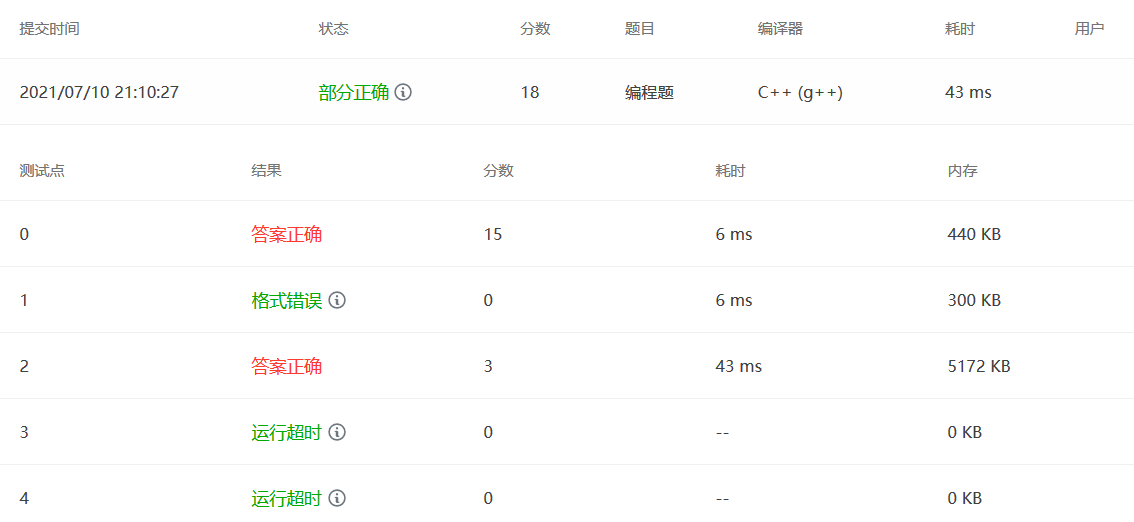 提交时间 状态 分数 题目 编译器 耗时 用户
2021/07/10 21:10:27 部分正确 18 编程题 C++ (g++) 43 ms
测试点 结果 分数 耗时 内存
0 答案正确 15 6 ms 440 KB
1 格式错误 0 6 ms 300 KB
2 答案正确 3 43 ms 5172 KB
3 运行超时 0 -- 0 KB
4 运行超时 0 -- 0 KB